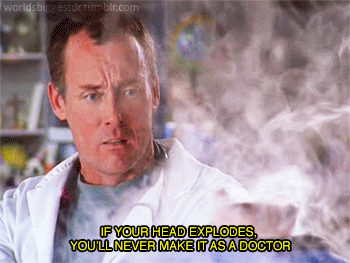 worldsbiggestdr.tumblr.com
IF YOUR HEAD EXPLODES,
YOU'LL NEVER MAKE IT AS A DOCTOR